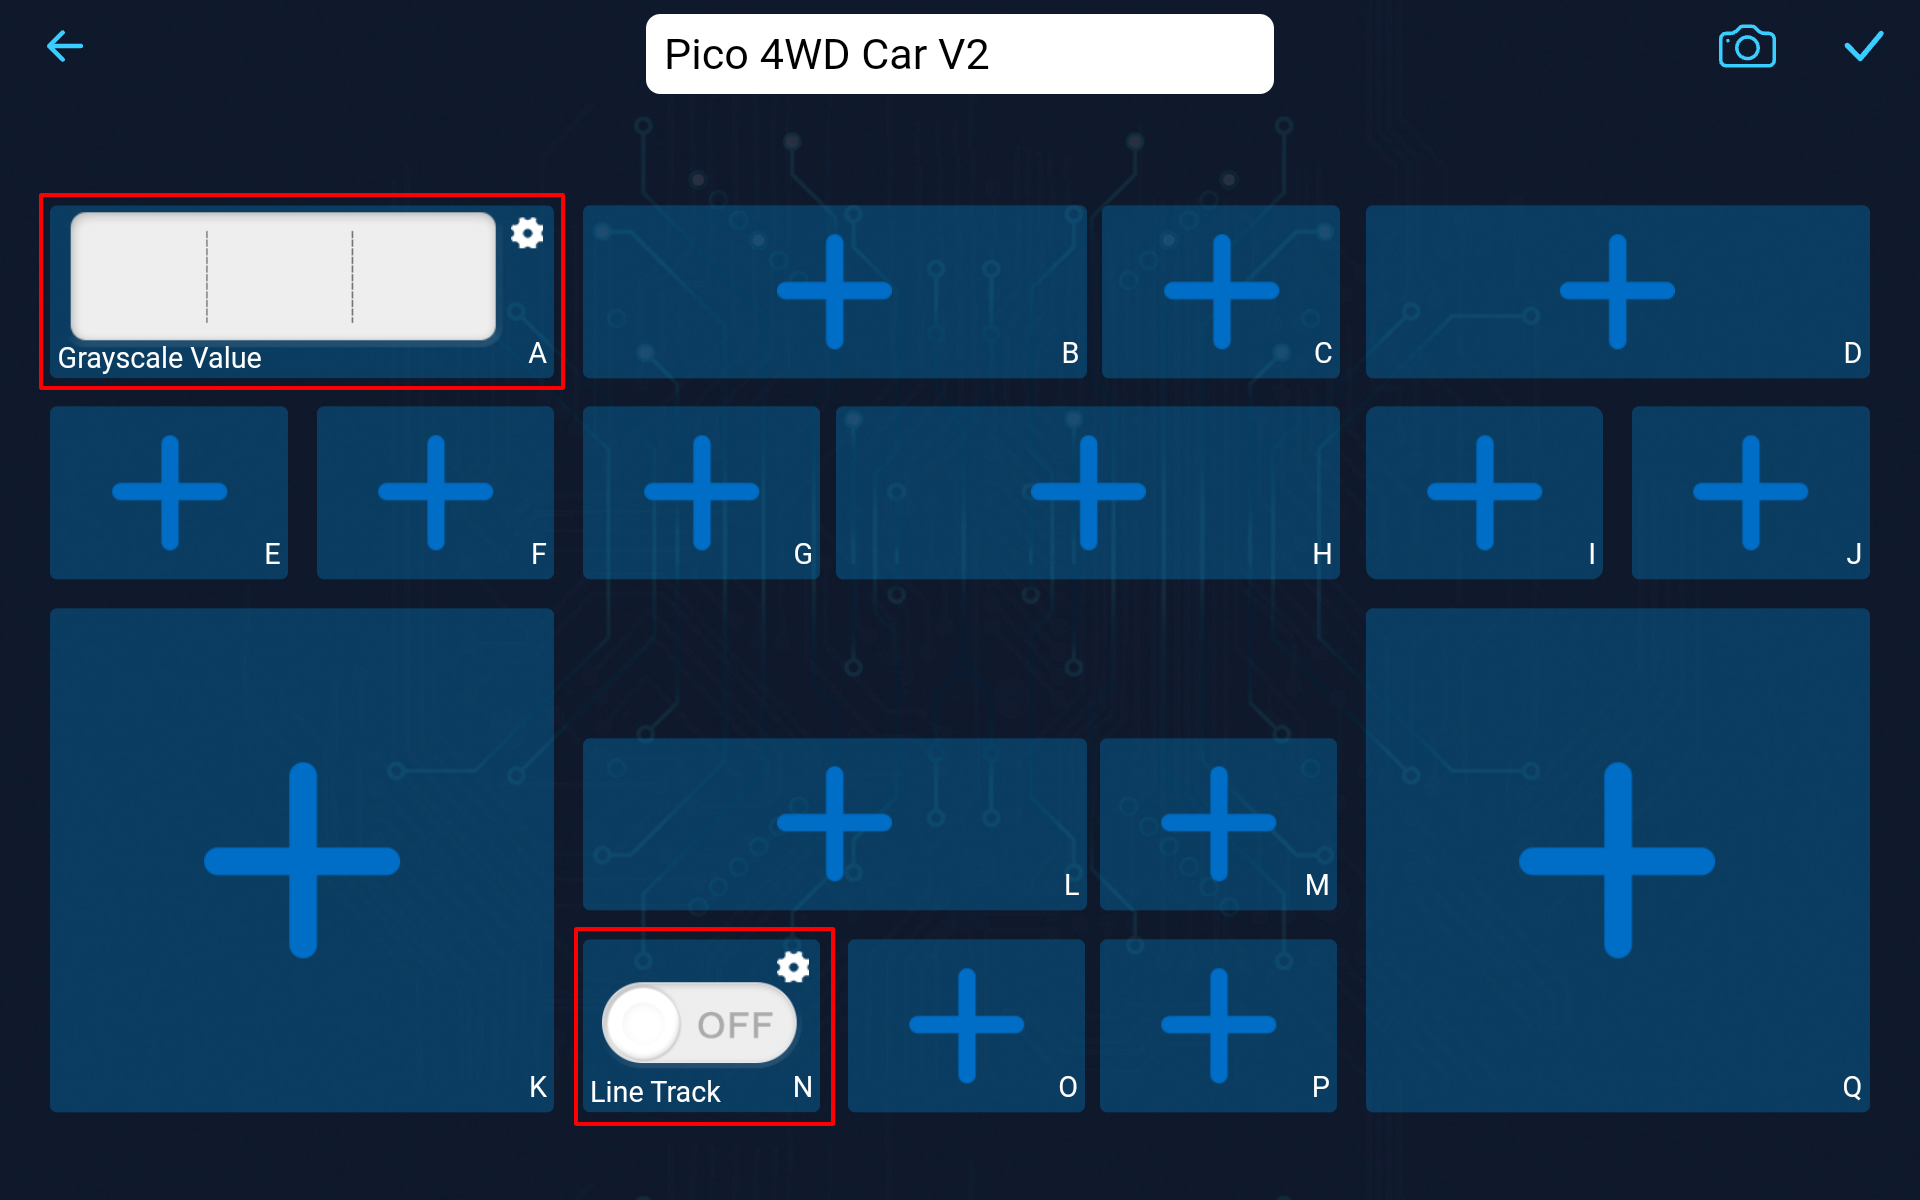 Pico 4WD Car V2
Grayscale Value A
B
C
D
E
F
G
H
I
J
K
L
M
OFF
Line Track N
O
P
Q